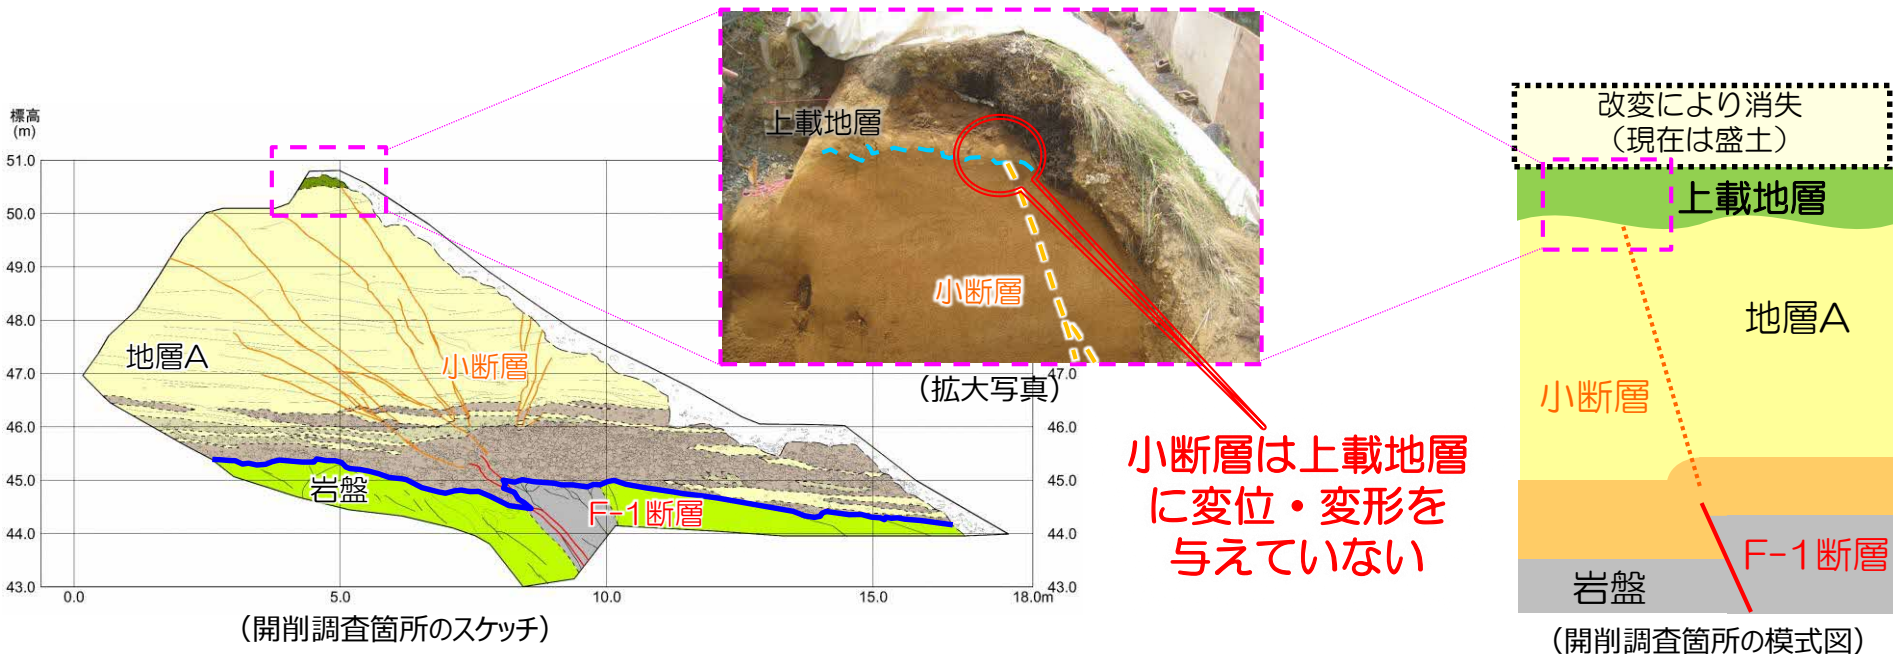 標高
(m)
51.0
50.0
49.0
48.0
47.0
46.0
45.0
44.0
43.0
0.0
5.0
10.0
15.0
18.0m
47.0
46.0
45.0
44.0
43.0
地層A
小断層
岩盤
F-1断層
（開削調査箇所のスケッチ）
上載地層
小断層
（拡大写真）
小断層は上載地層
に変位・変形を
与えていない
改変により消失
（現在は盛土）
上載地層
地層A
小断層
F-1断層
岩盤
（開削調査箇所の模式図）